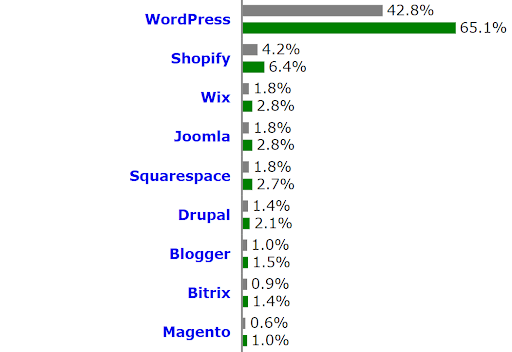 WordPress
42.8%
65.1%
Shopify
4.2%
6.4%
Wix
1.8%
2.8%
Joomla
1.8%
2.8%
Squarespace
1.8%
2.7%
Drupal
1.4%
2.1%
Blogger
1.0%
1.5%
Bitrix
0.9%
1.4%
Magento
0.6%
1.0%